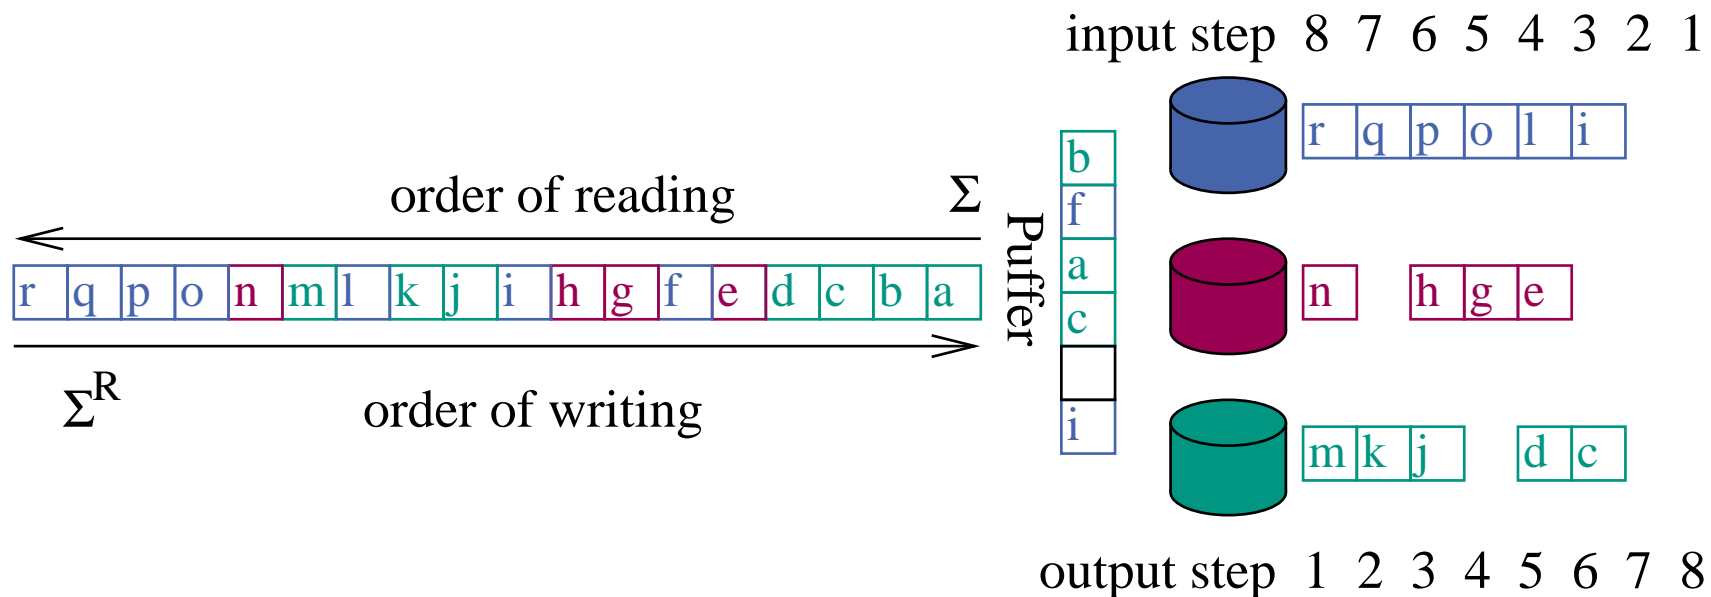 input step 8 7 6 5 4 3 2 1
r q p o l i
b
f
a
c
i
Puffer
order of reading Σ
r q p o n m l k j i h g f e d c b a
n h g e
Σ^R order of writing
m k j d c
output step 1 2 3 4 5 6 7 8